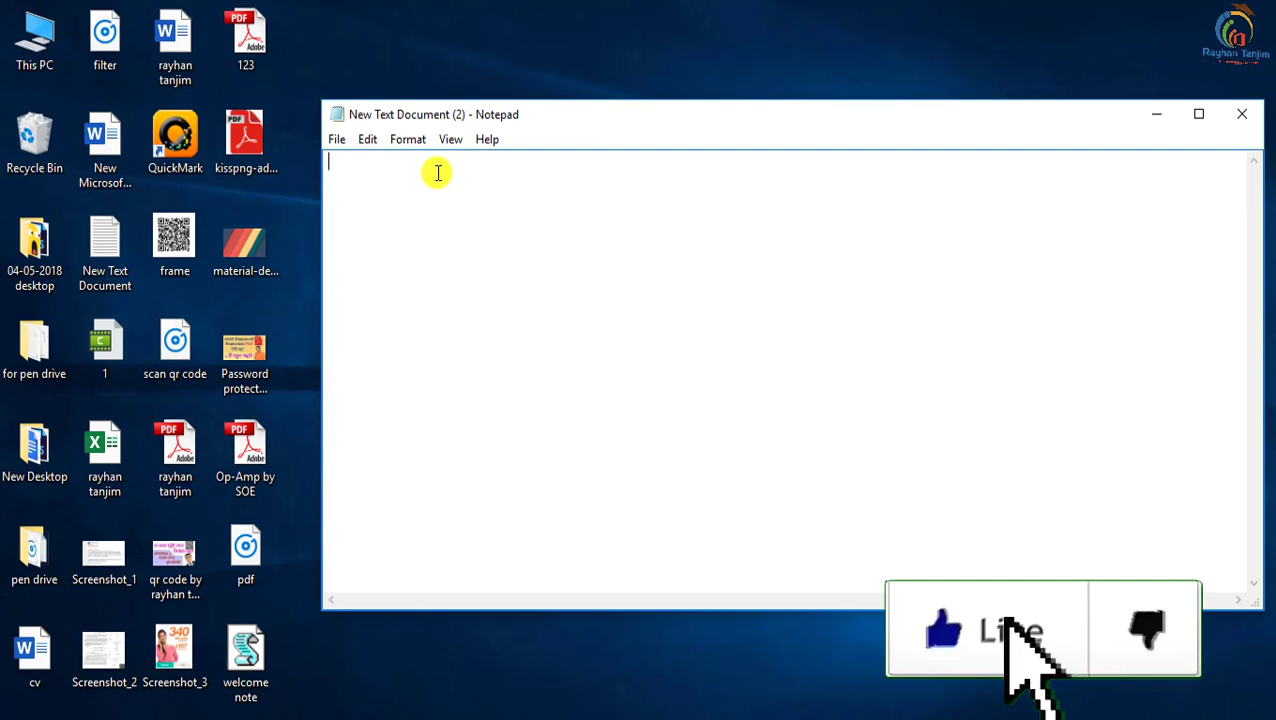 This PC
filter
rayhan
tanjim
123
Rayhan Tanjim
New Text Document (2) - Notepad
File Edit Format View Help
Recycle Bin
New
Microsof...
QuickMark
kisspng-ad...
04-05-2018
desktop
New Text
Document
frame
material-de...
for pen drive
1
scan qr code
Password
protect...
New Desktop
rayhan
tanjim
rayhan
tanjim
Op-Amp by
SOE
pen drive
Screenshot_1
qr code by
rayhan t...
pdf
cv
Screenshot_2
Screenshot_3
welcome
note
Like